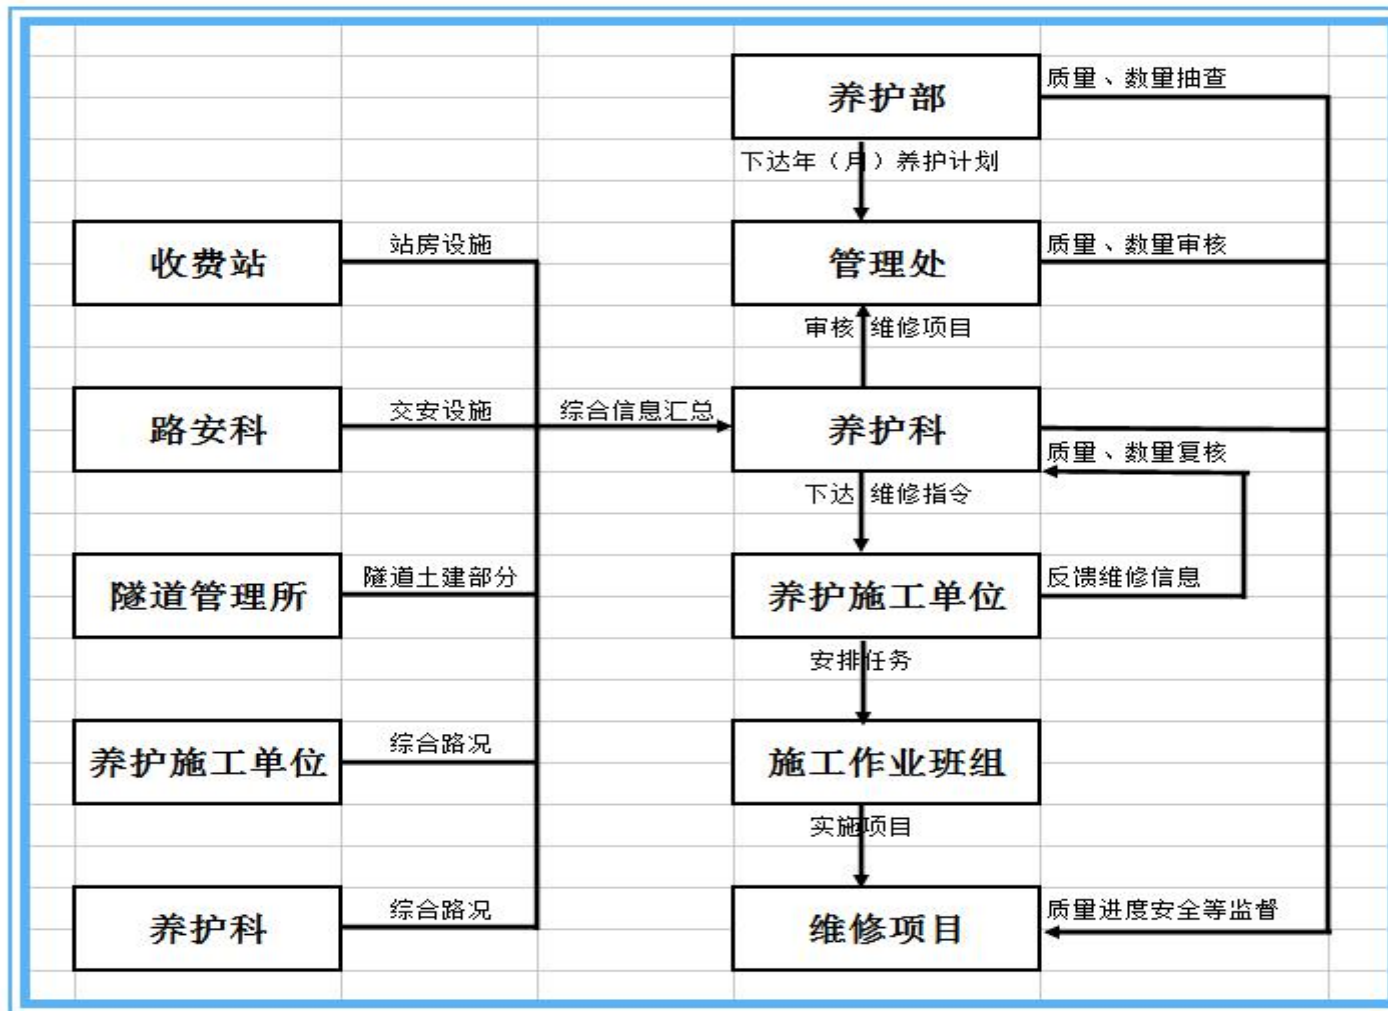 养护部
质量、数量抽查
下达年（月）养护计划
收费站
站房设施
管理处
质量、数量审核
审核 维修项目
路安科
交安设施
综合信息汇总
养护科
质量、数量复核
下达 维修指令
隧道管理所
隧道土建部分
养护施工单位
反馈维修信息
安排任务
养护施工单位
综合路况
施工作业班组
实施项目
养护科
综合路况
维修项目
质量进度安全等监督